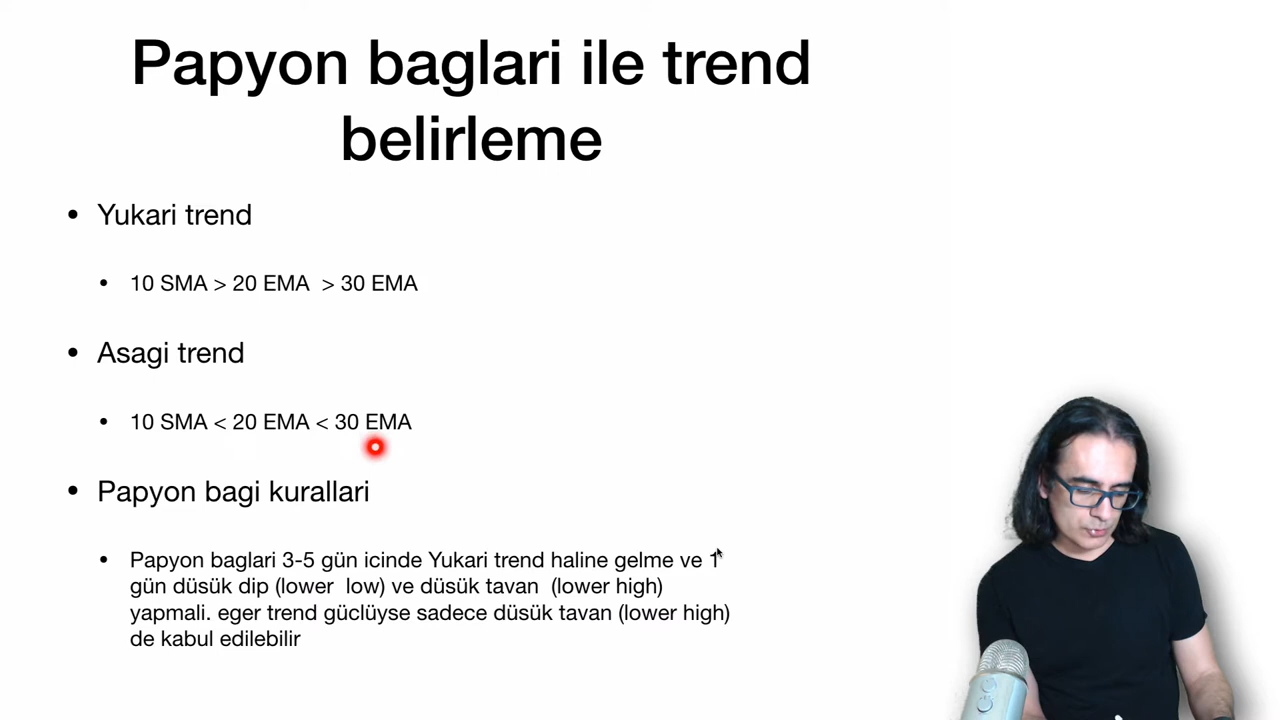 Papyon baglari ile trend
belirleme
• Yukari trend
• 10 SMA > 20 EMA  > 30 EMA
• Asagi trend
• 10 SMA < 20 EMA < 30 EMA
• Papyon bagi kurallari
• Papyon baglari 3-5 gün icinde Yukari trend haline gelme ve 1
gün düsük dip (lower  low) ve düsük tavan  (lower high)
yapmali. eger trend güclüyse sadece düsük tavan (lower high)
de kabul edilebilir